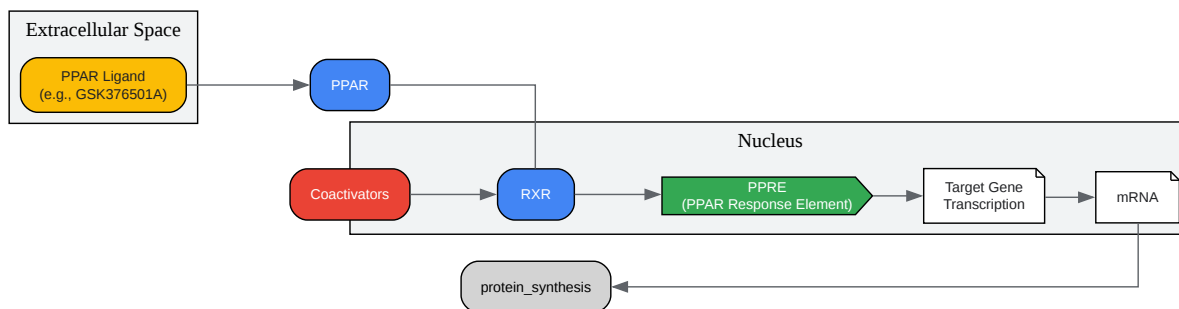 Extracellular Space
PPAR Ligand
(e.g., GSK376501A)
PPAR
Nucleus
Coactivators
RXR
PPRE
(PPAR Response Element)
Target Gene
Transcription
mRNA
protein_synthesis